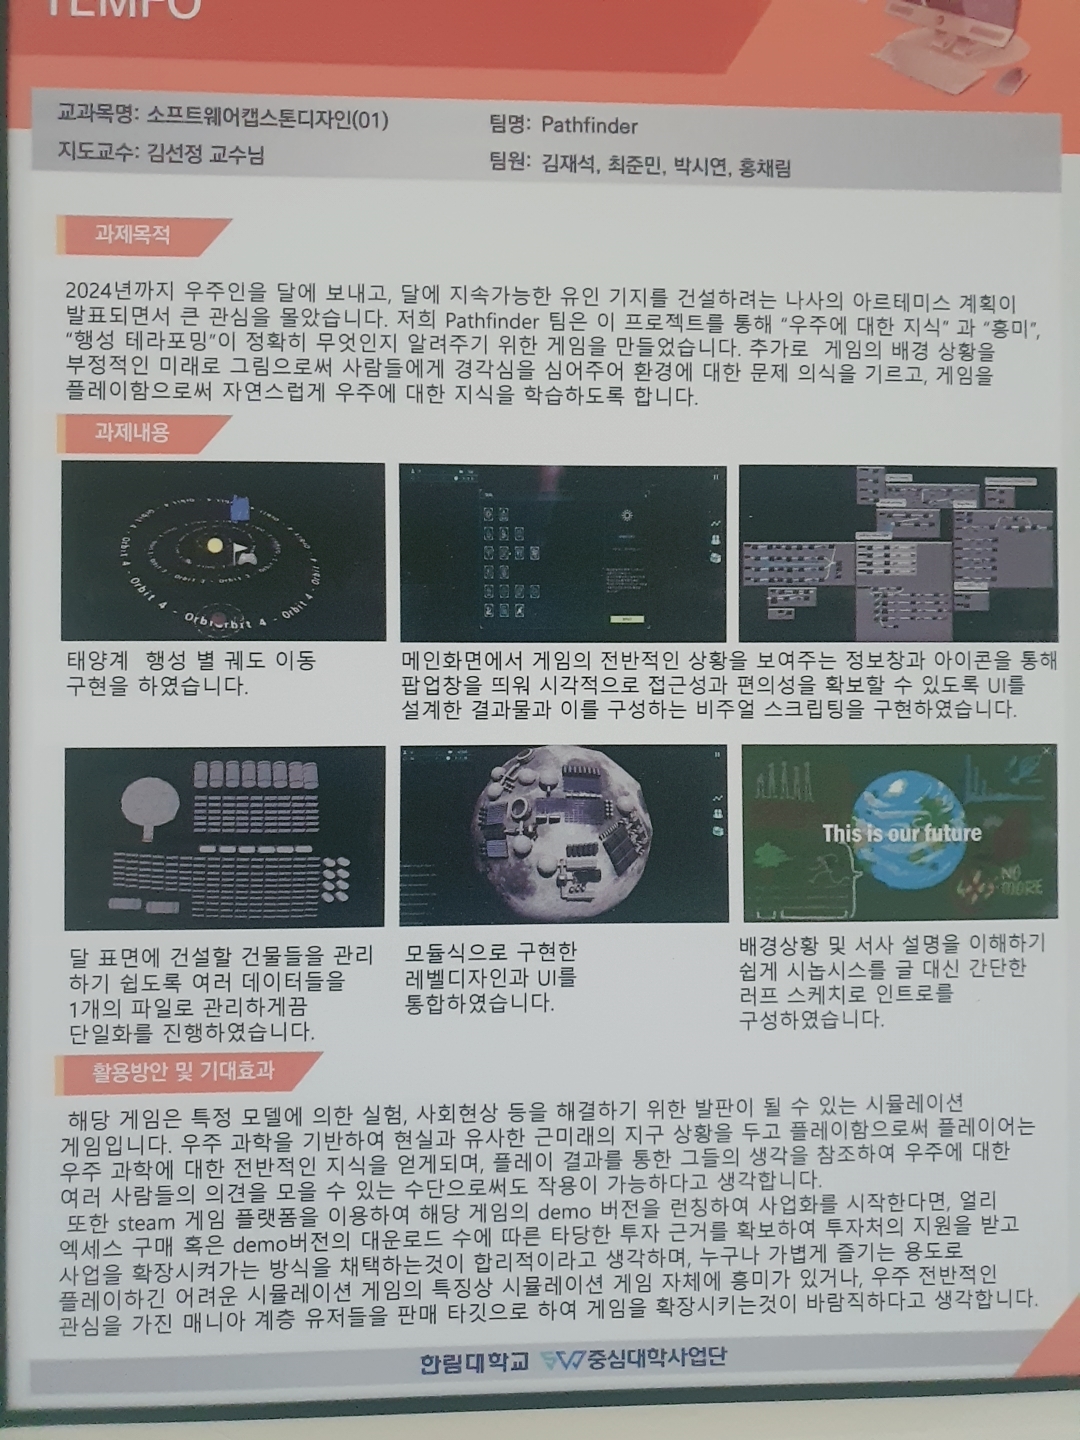 TEMPO
교과목명: 소프트웨어캡스톤디자인(01)
팀명: Pathfinder
지도교수: 김선정 교수님
팀원: 김재석, 최준민, 박시연, 홍채림
과제목적
2024년까지 우주인을 달에 보내고, 달에 지속가능한 유인 기지를 건설하려는 나사의 아르테미스 계획이
발표되면서 큰 관심을 몰았습니다. 저희 Pathfinder 팀은 이 프로젝트를 통해 “우주에 대한 지식” 과 “흥미”,
“행성 테라포밍”이 정확히 무엇인지 알려주기 위한 게임을 만들었습니다. 추가로 게임의 배경 상황을
부정적인 미래로 그림으로써 사람들에게 경각심을 심어주어 환경에 대한 문제 의식을 기르고, 게임을
플레이함으로써 자연스럽게 우주에 대한 지식을 학습하도록 합니다.
과제내용
Orbit 4 - Orbit 4 - Orbit 4
태양계 행성 별 궤도 이동
구현을 하였습니다.
메인화면에서 게임의 전반적인 상황을 보여주는 정보창과 아이콘을 통해
팝업창을 띄워 시각적으로 접근성과 편의성을 확보할 수 있도록 UI를
설계한 결과물과 이를 구성하는 비주얼 스크립팅을 구현하였습니다.
This is our future
NO
MORE
달 표면에 건설할 건물들을 관리
하기 쉽도록 여러 데이터들을
1개의 파일로 관리하게끔
단일화를 진행하였습니다.
모듈식으로 구현한
레벨디자인과 UI를
통합하였습니다.
배경상황 및 서사 설명을 이해하기
쉽게 시놉시스를 글 대신 간단한
러프 스케치로 인트로를
구성하였습니다.
활용방안 및 기대효과
해당 게임은 특정 모델에 의한 실험, 사회현상 등을 해결하기 위한 발판이 될 수 있는 시뮬레이션
게임입니다. 우주 과학을 기반하여 현실과 유사한 근미래의 지구 상황을 두고 플레이함으로써 플레이어는
우주 과학에 대한 전반적인 지식을 얻게되며, 플레이 결과를 통한 그들의 생각을 참조하여 우주에 대한
여러 사람들의 의견을 모을 수 있는 수단으로써도 작용이 가능하다고 생각합니다.
또한 steam 게임 플랫폼을 이용하여 해당 게임의 demo 버전을 런칭하여 사업화를 시작한다면, 얼리
엑세스 구매 혹은 demo버전의 다운로드 수에 따른 타당한 투자 근거를 확보하여 투자처의 지원을 받고
사업을 확장시켜가는 방식을 채택하는것이 합리적이라고 생각하며, 누구나 가볍게 즐기는 용도로
플레이하긴 어려운 시뮬레이션 게임의 특징상 시뮬레이션 게임 자체에 흥미가 있거나, 우주 전반적인
관심을 가진 매니아 계층 유저들을 판매 타깃으로 하여 게임을 확장시키는것이 바람직하다고 생각합니다.
한림대학교 SW중심대학사업단